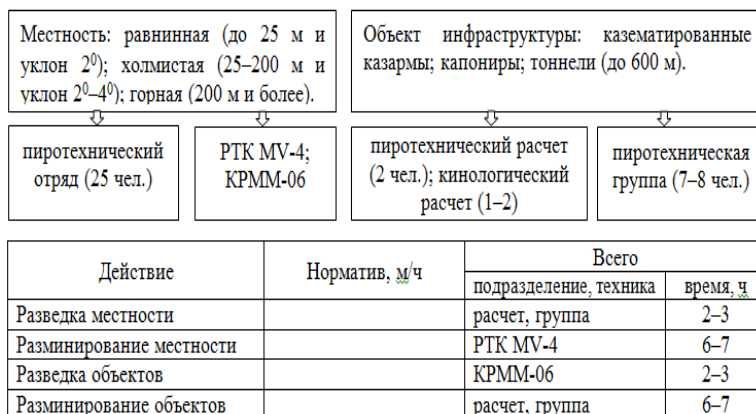 Местность: равнинная (до 25 м и
уклон 2⁰); холмистая (25–200 м и
уклон 2⁰–4⁰); горная (200 м и более).
Объект инфраструктуры: казематированные
казармы; капониры; тоннели (до 600 м).
пиротехнический
отряд (25 чел.)
РТК MV-4;
КРММ-06
пиротехнический расчет
(2 чел.); кинологический
расчет (1–2)
пиротехническая
группа (7–8 чел.)
Действие
Норматив, м/ч
Всего
подразделение, техника
время, ч
Разведка местности
расчет, группа
2–3
Разминирование местности
РТК MV-4
6–7
Разведка объектов
КРММ-06
2–3
Разминирование объектов
расчет, группа
6–7